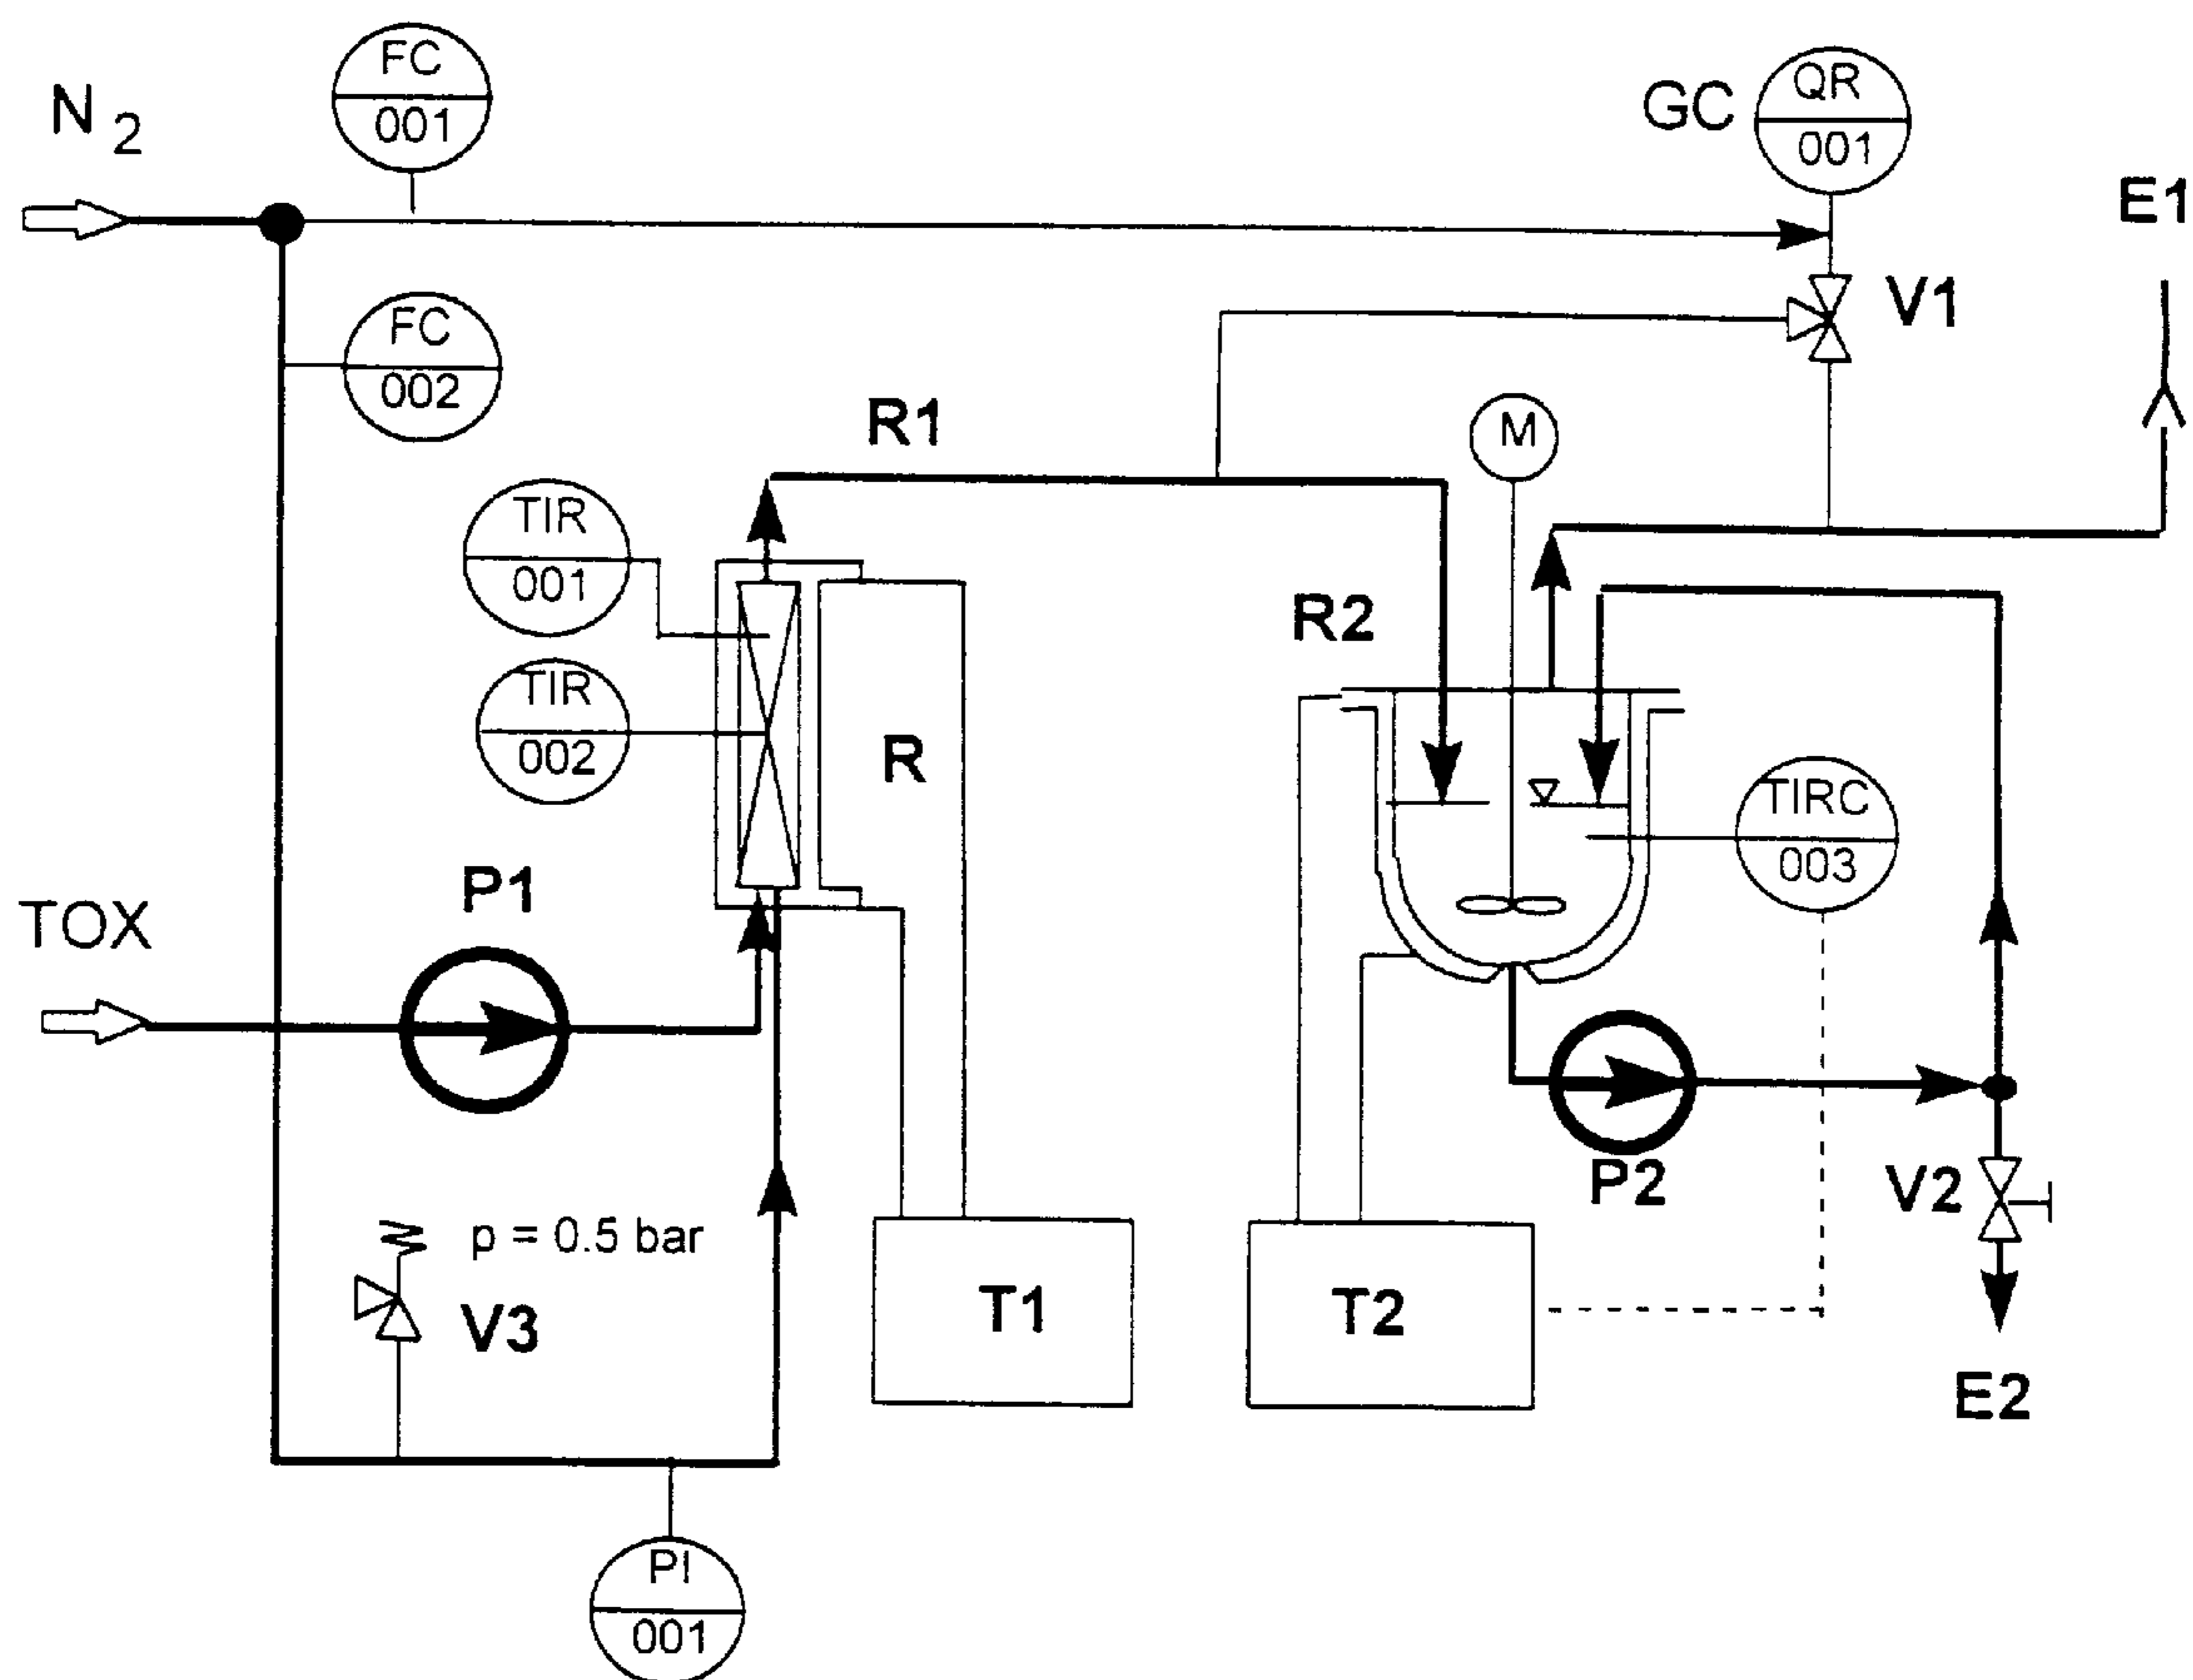 FC
001
N2
GC
QR
001
E1
V1
FC
002
R1
M
TIR
001
R2
TIR
002
R
TIRC
003
P1
TOX
P2
V2
p = 0.5 bar
V3
T1
T2
E2
PI
001